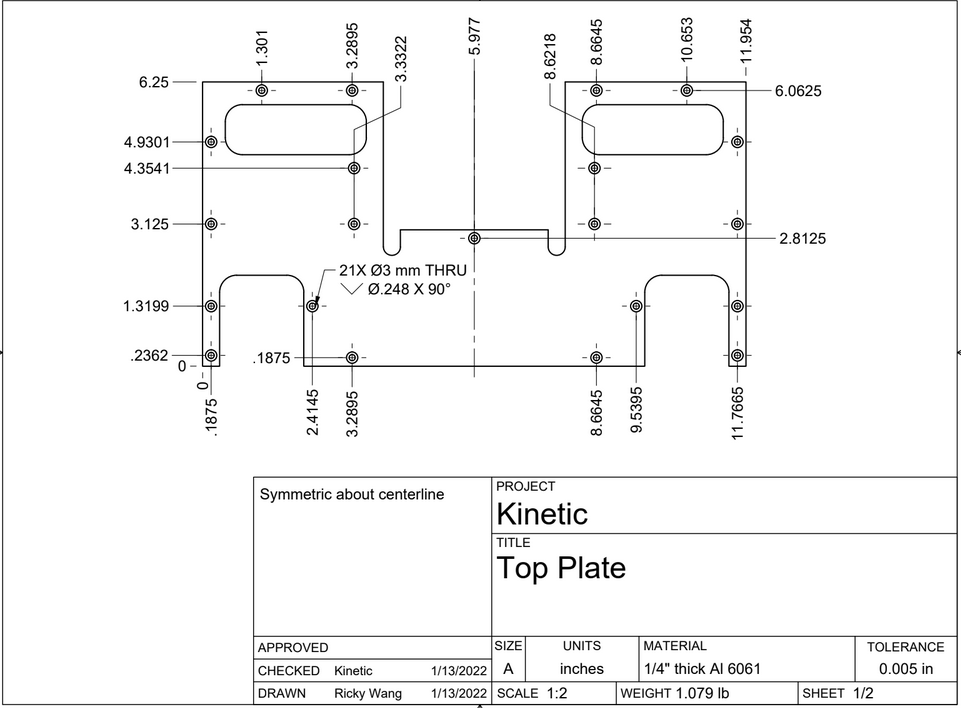 1.301
3.2895
3.3322
5.977
8.6218
8.6645
10.653
11.954
6.25
6.0625
4.9301
4.3541
3.125
2.8125
21X Ø3 mm THRU
Ø.248 X 90°
1.3199
.2362
.1875
0
0
.1875
2.4145
3.2895
8.6645
9.5395
11.7665
Symmetric about centerline
PROJECT
Kinetic
TITLE
Top Plate
APPROVED
SIZE UNITS MATERIAL TOLERANCE
CHECKED Kinetic 1/13/2022
A inches 1/4" thick Al 6061 0.005 in
DRAWN Ricky Wang 1/13/2022 SCALE 1:2 WEIGHT 1.079 lb SHEET 1/2